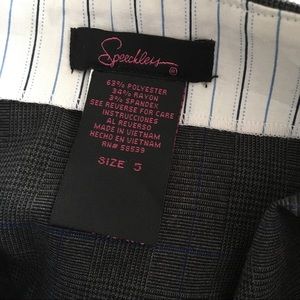 Speechless ®
63% POLYESTER
34% RAYON
3% SPANDEX
SEE REVERSE FOR CARE
INSTRUCCIONES
AL REVERSO
MADE IN VIETNAM
HECHO EN VIETNAM
RN# 58539
SIZE 5